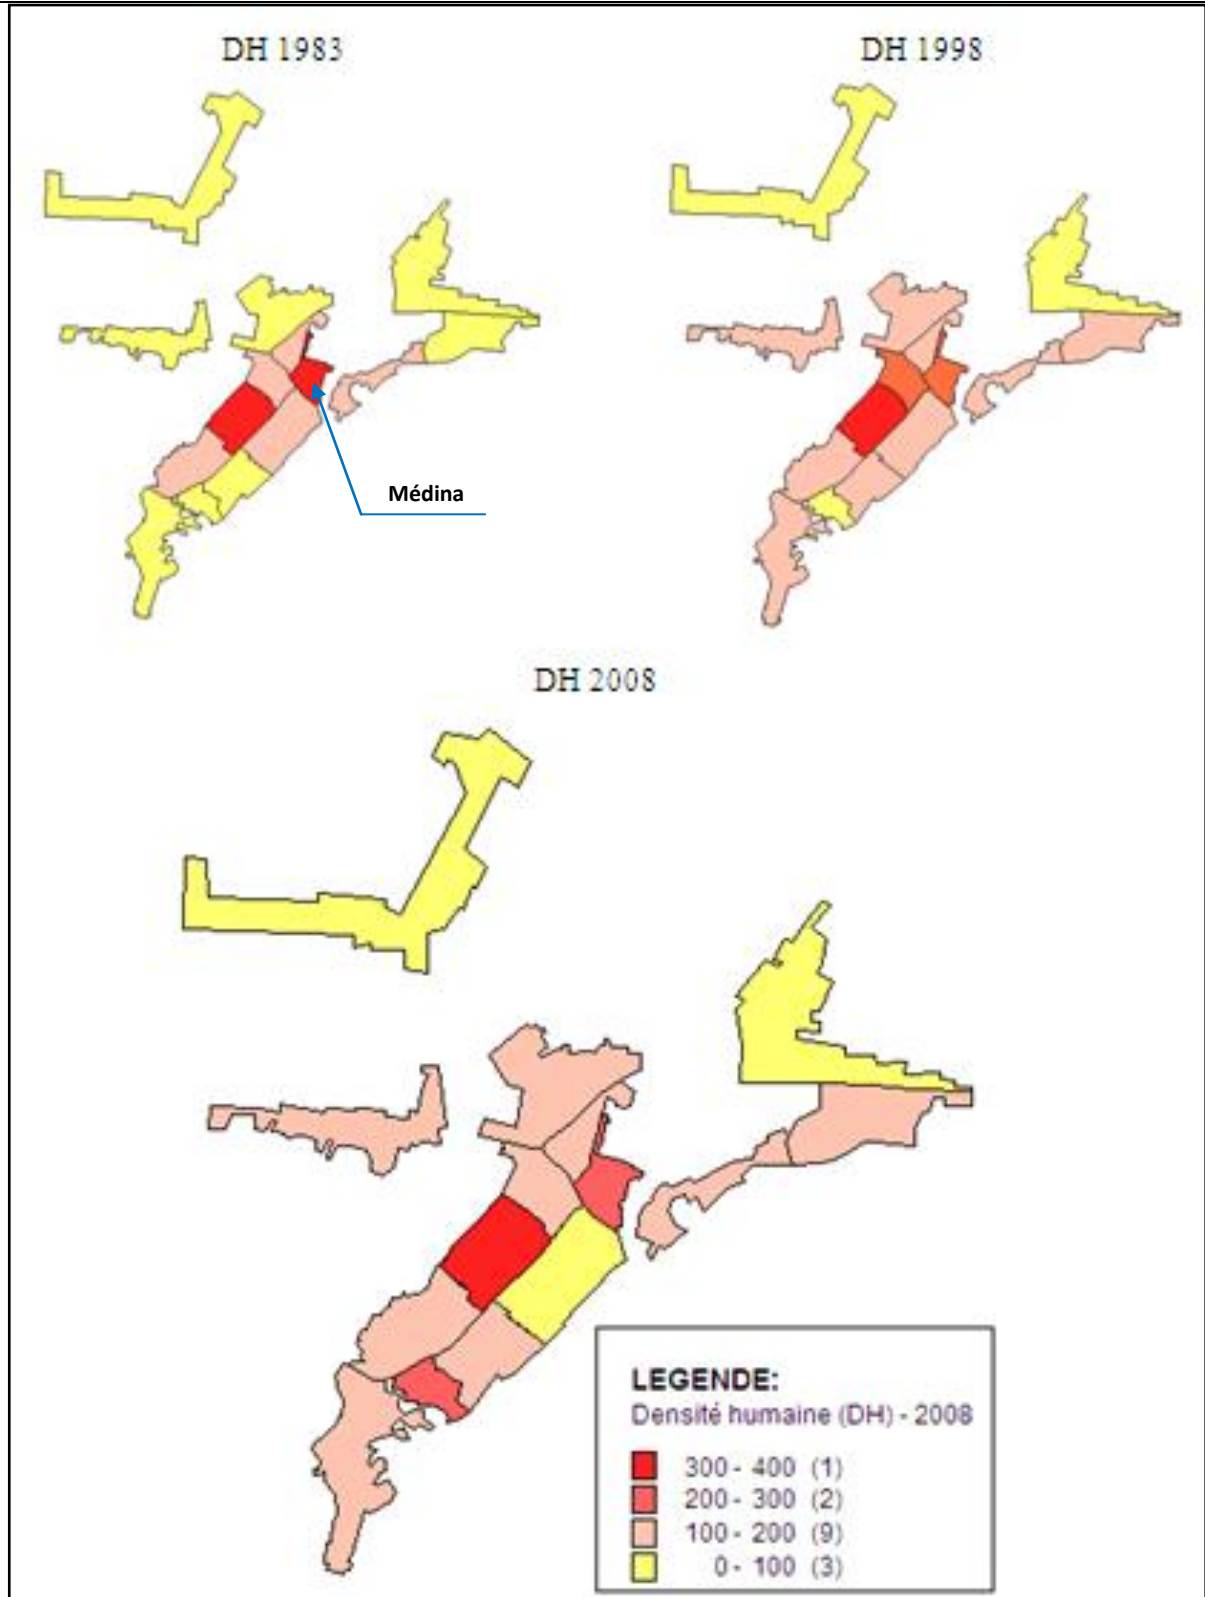 DH 1983
DH 1998
Médina
DH 2008
LEGENDE:
Densité humaine (DH) - 2008
300 - 400 (1)
200 - 300 (2)
100 - 200 (9)
0 - 100 (3)